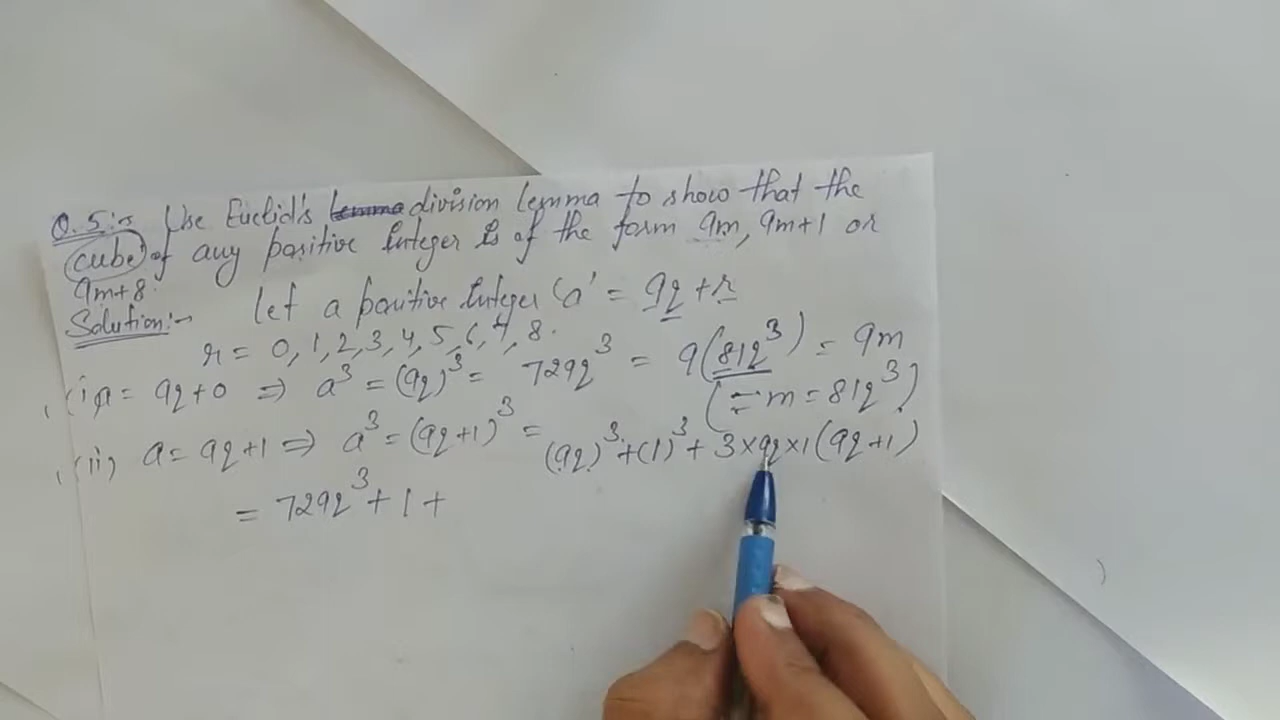 Q.5:- Use Euclid's lemma division lemma to show that the
cube of any positive Integer is of the form 9m, 9m+1 or
9m+8.
Solution:- Let a positive Integer 'a' = 9q+r
r = 0, 1, 2, 3, 4, 5, 6, 7, 8.
(i) a = 9q+0 ⇒ a³ = (9q)³ = 729q³ = 9(81q³) = 9m
(= m = 81q³)
(ii) a = 9q+1 ⇒ a³ = (9q+1)³ = (9q)³+(1)³+ 3×9q×1(9q+1)
= 729q³ + 1 +